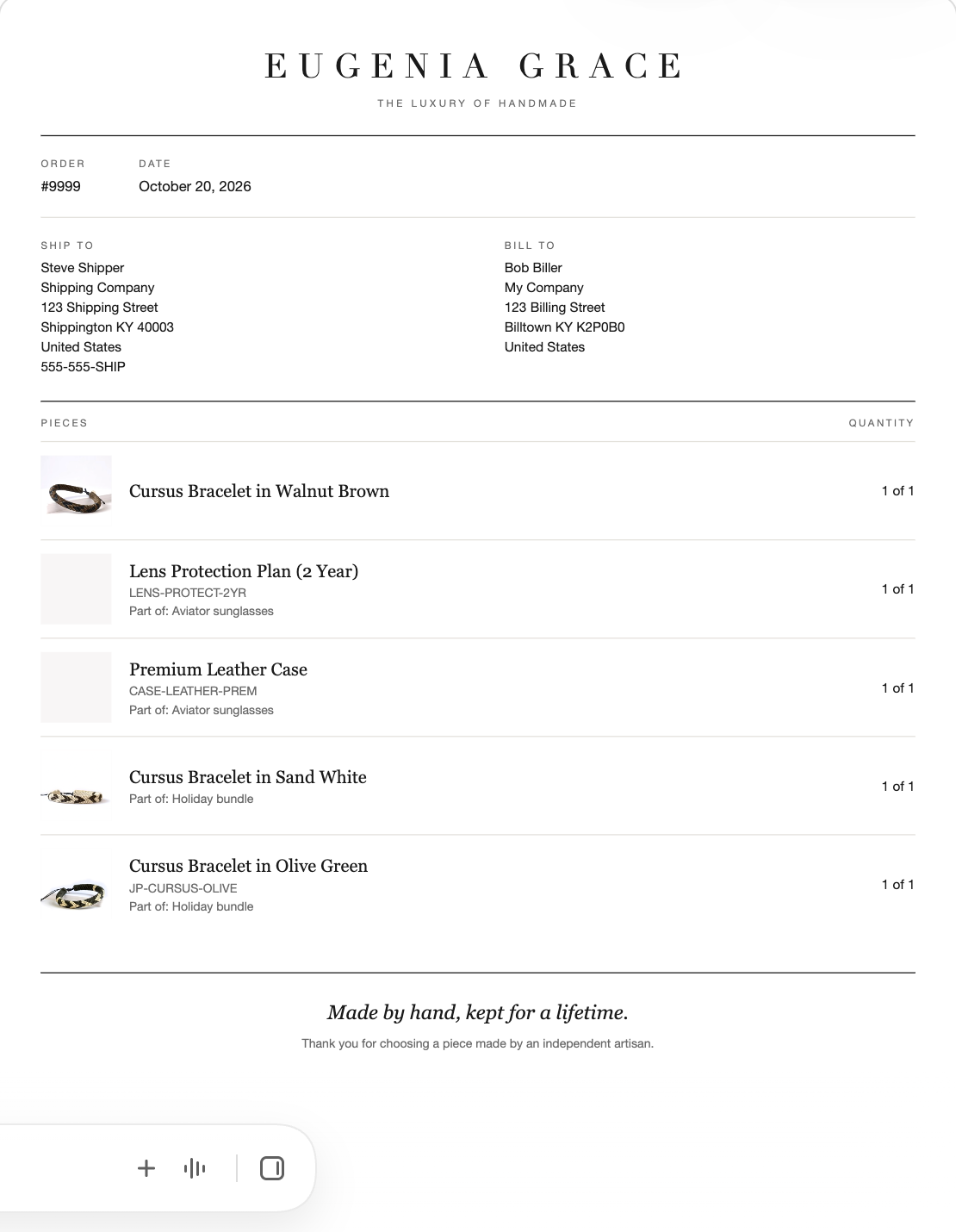 EUGENIA GRACE
THE LUXURY OF HANDMADE
ORDER
#9999
DATE
October 20, 2026
SHIP TO
Steve Shipper
Shipping Company
123 Shipping Street
Shippington KY 40003
United States
555-555-SHIP
BILL TO
Bob Biller
My Company
123 Billing Street
Billtown KY K2P0B0
United States
PIECES
QUANTITY
Cursus Bracelet in Walnut Brown
1 of 1
Lens Protection Plan (2 Year)
LENS-PROTECT-2YR
Part of: Aviator sunglasses
1 of 1
Premium Leather Case
CASE-LEATHER-PREM
Part of: Aviator sunglasses
1 of 1
Cursus Bracelet in Sand White
Part of: Holiday bundle
1 of 1
Cursus Bracelet in Olive Green
JP-CURSUS-OLIVE
Part of: Holiday bundle
1 of 1
Made by hand, kept for a lifetime.
Thank you for choosing a piece made by an independent artisan.